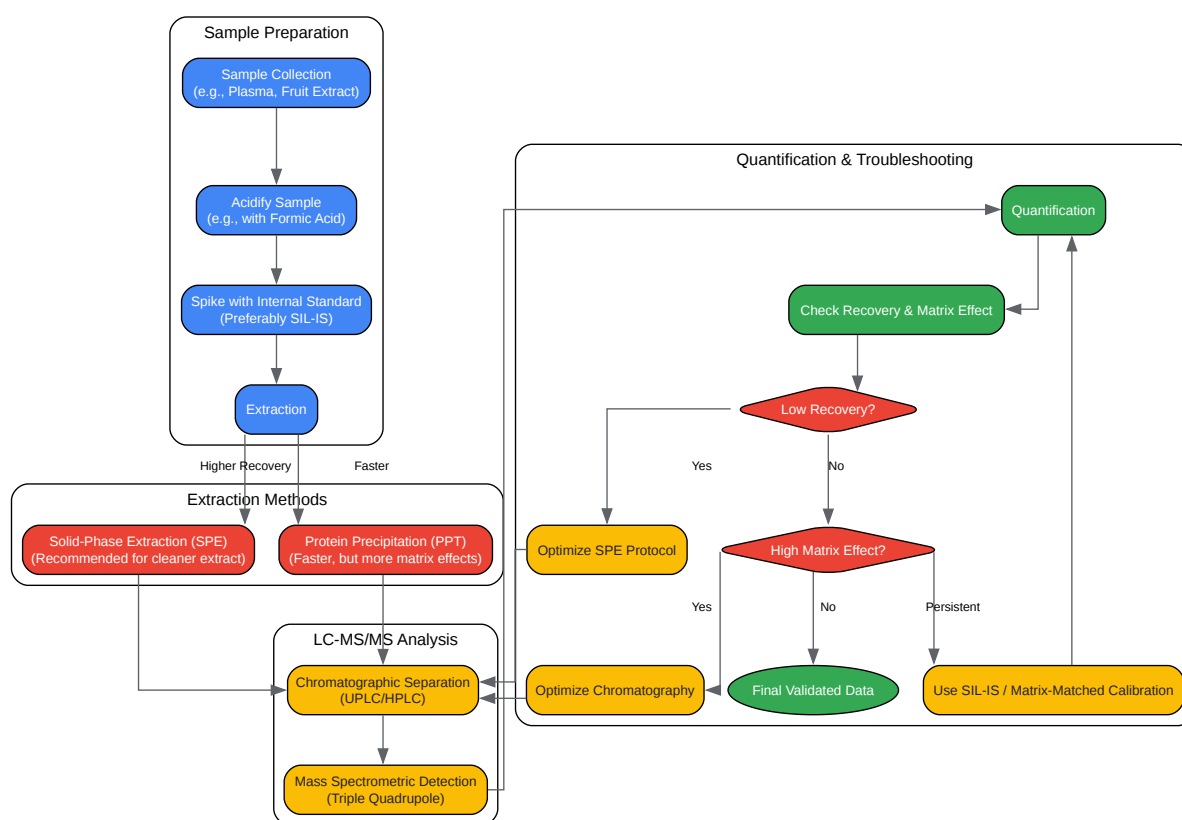 Sample Preparation
Sample Collection
(e.g., Plasma, Fruit Extract)
Acidify Sample
(e.g., with Formic Acid)
Spike with Internal Standard
(Preferably SIL-IS)
Extraction
Higher Recovery
Faster
Extraction Methods
Solid-Phase Extraction (SPE)
(Recommended for cleaner extract)
Protein Precipitation (PPT)
(Faster, but more matrix effects)
LC-MS/MS Analysis
Chromatographic Separation
(UPLC/HPLC)
Mass Spectrometric Detection
(Triple Quadrupole)
Quantification & Troubleshooting
Quantification
Check Recovery & Matrix Effect
Low Recovery?
Yes
No
Optimize SPE Protocol
High Matrix Effect?
Yes
No
Persistent
Optimize Chromatography
Final Validated Data
Use SIL-IS / Matrix-Matched Calibration